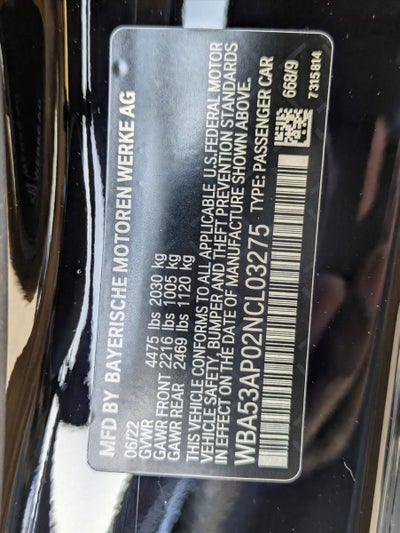 MFD BY BAYERISCHE MOTOREN WERKE AG
06/22
GVWR 4475 lbs 2030 kg
GAWR FRONT 2216 lbs 1005 kg
GAWR REAR 2469 lbs 1120 kg
THIS VEHICLE CONFORMS TO ALL APPLICABLE U.S.FEDERAL MOTOR
VEHICLE SAFETY, BUMPER AND THEFT PREVENTION STANDARDS
IN EFFECT ON THE DATE OF MANUFACTURE SHOWN ABOVE.
WBA53AP02NCL03275 TYPE: PASSENGER CAR
668/9
7315814